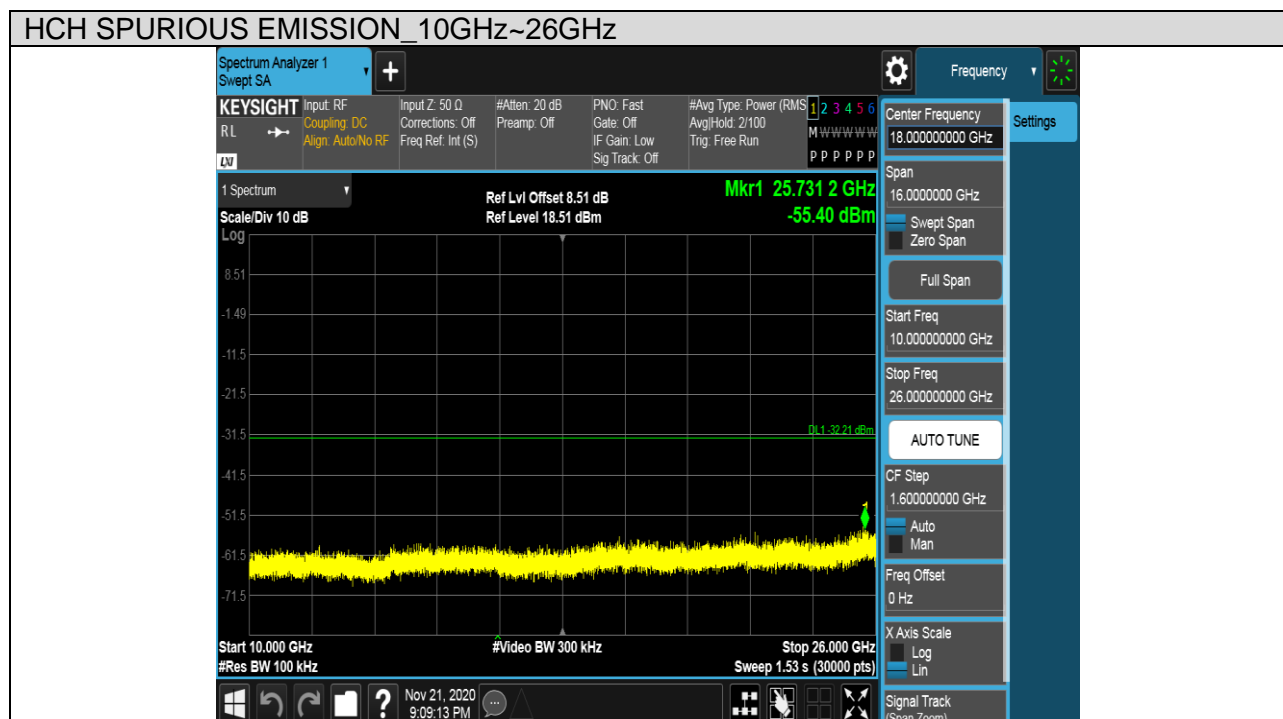 HCH SPURIOUS EMISSION_10GHz~26GHz
Spectrum Analyzer 1
Swept SA
+
Frequency
KEYSIGHT
RL
LXI
Input: RF
Coupling: DC
Align: Auto/No RF
Input Z: 50 Ω
Corrections: Off
Freq Ref: Int (S)
#Atten: 20 dB
Preamp: Off
PNO: Fast
Gate: Off
IF Gain: Low
Sig Track: Off
#Avg Type: Power (RMS
Avg|Hold: 2/100
Trig: Free Run
1 2 3 4 5 6
M W W W W W
P P P P P P
1 Spectrum
Scale/Div 10 dB
Ref Lvl Offset 8.51 dB
Ref Level 18.51 dBm
Mkr1 25.731 2 GHz
-55.40 dBm
Log
8.51
-1.49
-11.5
-21.5
-31.5
-41.5
-51.5
-61.5
-71.5
DL1 -32.21 dBm
1
Start 10.000 GHz
#Res BW 100 kHz
#Video BW 300 kHz
Stop 26.000 GHz
Sweep 1.53 s (30000 pts)
Nov 21, 2020
9:09:13 PM
?
Center Frequency
18.000000000 GHz
Settings
Span
16.0000000 GHz
Swept Span
Zero Span
Full Span
Start Freq
10.000000000 GHz
Stop Freq
26.000000000 GHz
AUTO TUNE
CF Step
1.600000000 GHz
Auto
Man
Freq Offset
0 Hz
X Axis Scale
Log
Lin
Signal Track
(Span Zoom)